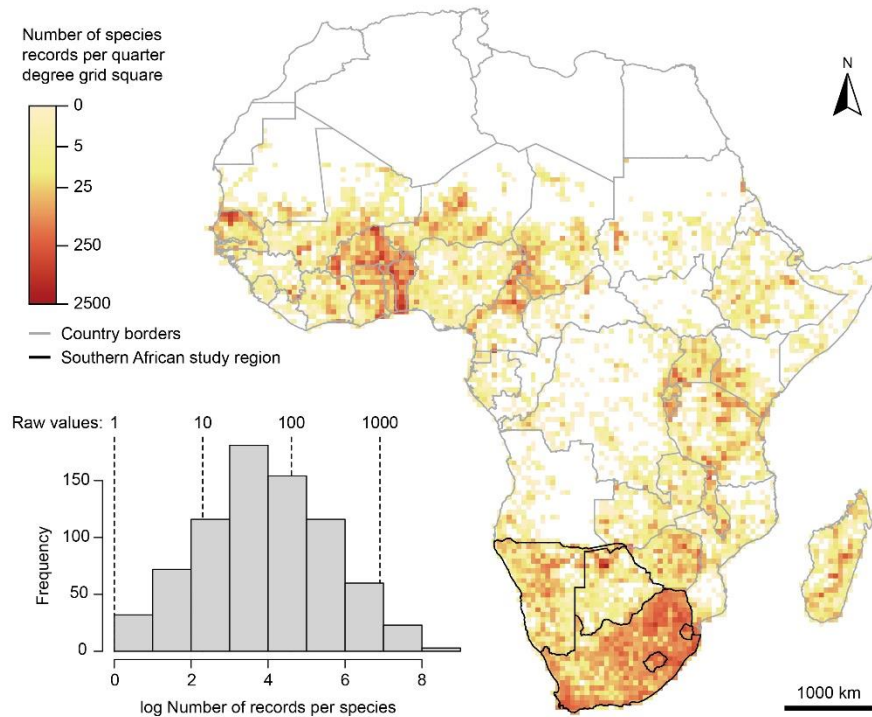 Number of species
records per quarter
degree grid square
0
5
25
250
2500
Country borders
Southern African study region
N
Raw values: 1 10 100 1000
150
100
50
0
Frequency
0 2 4 6 8
log Number of records per species
1000 km